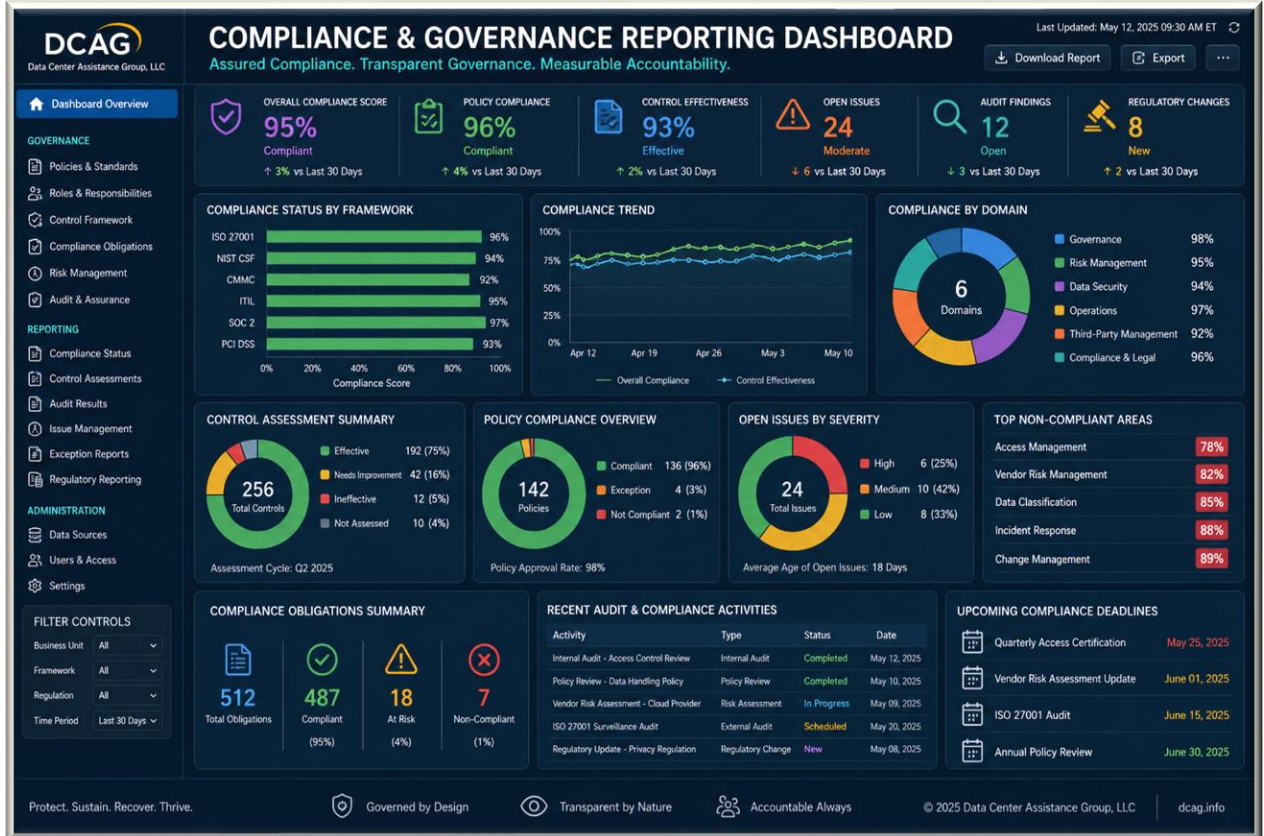 DCAG
Data Center Assistance Group, LLC
COMPLIANCE & GOVERNANCE REPORTING DASHBOARD
Assured Compliance. Transparent Governance. Measurable Accountability.
Last Updated: May 12, 2025 09:30 AM ET
Download Report
Export
...
Dashboard Overview
GOVERNANCE
Policies & Standards
Roles & Responsibilities
Control Framework
Compliance Obligations
Risk Management
Audit & Assurance
REPORTING
Compliance Status
Control Assessments
Audit Results
Issue Management
Exception Reports
Regulatory Reporting
ADMINISTRATION
Data Sources
Users & Access
Settings
FILTER CONTROLS
Business Unit All
Framework All
Regulation All
Time Period Last 30 Days
OVERALL COMPLIANCE SCORE
95%
Compliant
↑ 3% vs Last 30 Days
POLICY COMPLIANCE
96%
Compliant
↑ 4% vs Last 30 Days
CONTROL EFFECTIVENESS
93%
Effective
↑ 2% vs Last 30 Days
OPEN ISSUES
24
Moderate
↓ 6 vs Last 30 Days
AUDIT FINDINGS
12
Open
↓ 3 vs Last 30 Days
REGULATORY CHANGES
8
New
↑ 2 vs Last 30 Days
COMPLIANCE STATUS BY FRAMEWORK
ISO 27001 96%
NIST CSF 94%
CMMC 92%
ITIL 95%
SOC 2 97%
PCI DSS 93%
0% 20% 40% 60% 80% 100%
Compliance Score
COMPLIANCE TREND
100%
75%
50%
25%
0%
Apr 12 Apr 19 Apr 26 May 3 May 10
Overall Compliance Control Effectiveness
COMPLIANCE BY DOMAIN
6
Domains
Governance 98%
Risk Management 95%
Data Security 94%
Operations 97%
Third-Party Management 92%
Compliance & Legal 96%
CONTROL ASSESSMENT SUMMARY
256
Total Controls
Effective 192 (75%)
Needs Improvement 42 (16%)
Ineffective 12 (5%)
Not Assessed 10 (4%)
Assessment Cycle: Q2 2025
POLICY COMPLIANCE OVERVIEW
142
Policies
Compliant 136 (96%)
Exception 4 (3%)
Not Compliant 2 (1%)
Policy Approval Rate: 98%
OPEN ISSUES BY SEVERITY
24
Total Issues
High 6 (25%)
Medium 10 (42%)
Low 8 (33%)
Average Age of Open Issues: 18 Days
TOP NON-COMPLIANT AREAS
Access Management 78%
Vendor Risk Management 82%
Data Classification 85%
Incident Response 88%
Change Management 89%
COMPLIANCE OBLIGATIONS SUMMARY
512
Total Obligations
487
Compliant
(95%)
18
At Risk
(4%)
7
Non-Compliant
(1%)
RECENT AUDIT & COMPLIANCE ACTIVITIES
Activity Type Status Date
Internal Audit - Access Control Review Internal Audit Completed May 12, 2025
Policy Review - Data Handling Policy Policy Review Completed May 10, 2025
Vendor Risk Assessment - Cloud Provider Risk Assessment In Progress May 09, 2025
ISO 27001 Surveillance Audit External Audit Scheduled May 20, 2025
Regulatory Update - Privacy Regulation Regulatory Change New May 08, 2025
UPCOMING COMPLIANCE DEADLINES
Quarterly Access Certification May 25, 2025
Vendor Risk Assessment Update June 01, 2025
ISO 27001 Audit June 15, 2025
Annual Policy Review June 30, 2025
Protect. Sustain. Recover. Thrive.
Governed by Design
Transparent by Nature
Accountable Always
© 2025 Data Center Assistance Group, LLC
dcag.info